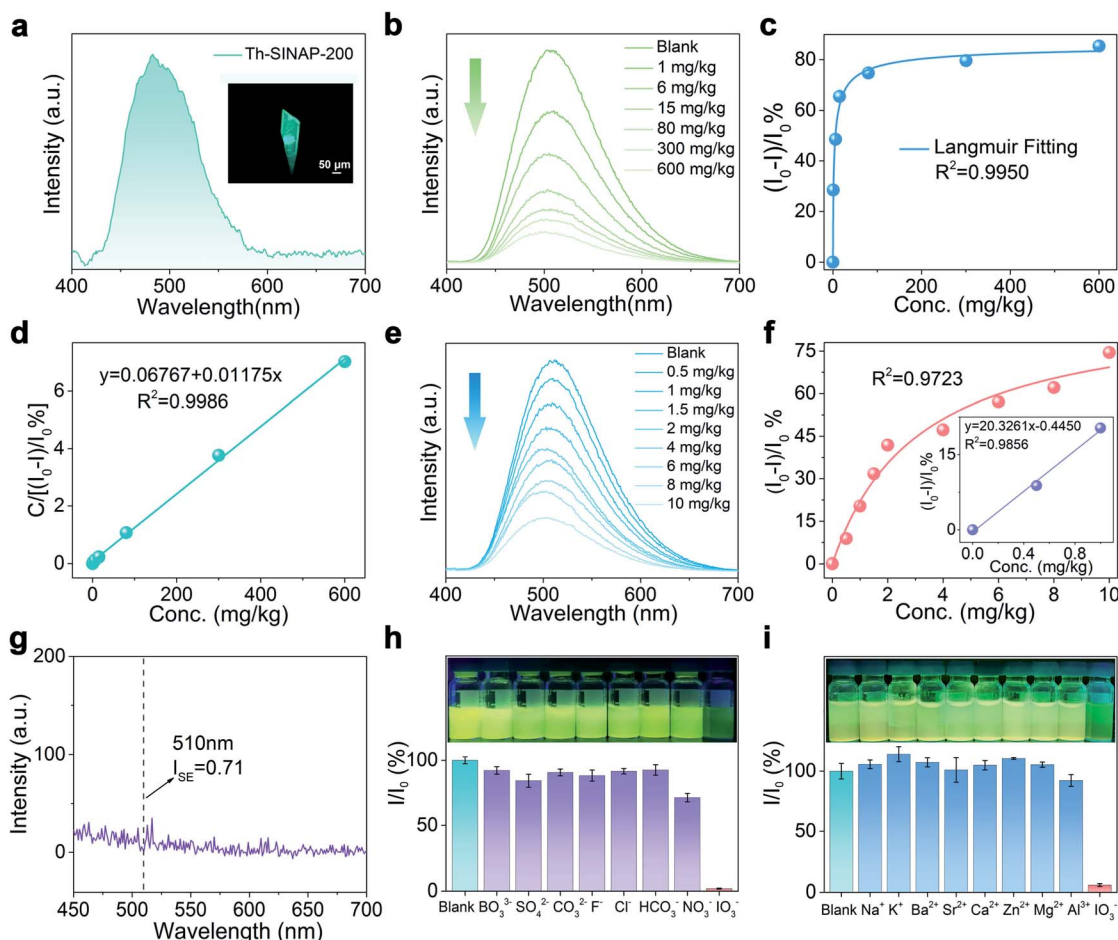 a
Th-SINAP-200
50 μm
Intensity (a.u.)
400 500 600 700
Wavelength(nm)
b
Blank
1 mg/kg
6 mg/kg
15 mg/kg
80 mg/kg
300 mg/kg
600 mg/kg
Intensity (a.u.)
400 500 600 700
Wavelength(nm)
c
80
60
40
20
0
(I₀-I)/I₀%
Langmuir Fitting
R²=0.9950
0 200 400 600
Conc. (mg/kg)
d
y=0.06767+0.01175x
R²=0.9986
6
4
2
0
C/[(I₀-I)/I₀%]
0 150 300 450 600
Conc. (mg/kg)
e
Blank
0.5 mg/kg
1 mg/kg
1.5 mg/kg
2 mg/kg
4 mg/kg
6 mg/kg
8 mg/kg
10 mg/kg
Intensity (a.u.)
400 500 600 700
Wavelength (nm)
f
75
60
45
30
15
0
(I₀-I)/I₀%
R²=0.9723
y=20.3261x-0.4450
R²=0.9856
15
0
(I₀-I)/I₀%
0.0 0.4 0.8
Conc. (mg/kg)
0 2 4 6 8 10
Conc. (mg/kg)
g
200
100
0
Intensity (a.u.)
510nm
I_SE=0.71
450 500 550 600 650 700
Wavelength (nm)
h
100
50
0
I/I₀ (%)
Blank BO₃³⁻ SO₄²⁻ CO₃²⁻ F⁻ Cl⁻ HCO₃⁻ NO₃⁻ IO₃⁻
i
100
50
0
I/I₀ (%)
Blank Na⁺ K⁺ Ba²⁺ Sr²⁺ Ca²⁺ Zn²⁺ Mg²⁺ Al³⁺ IO₃⁻